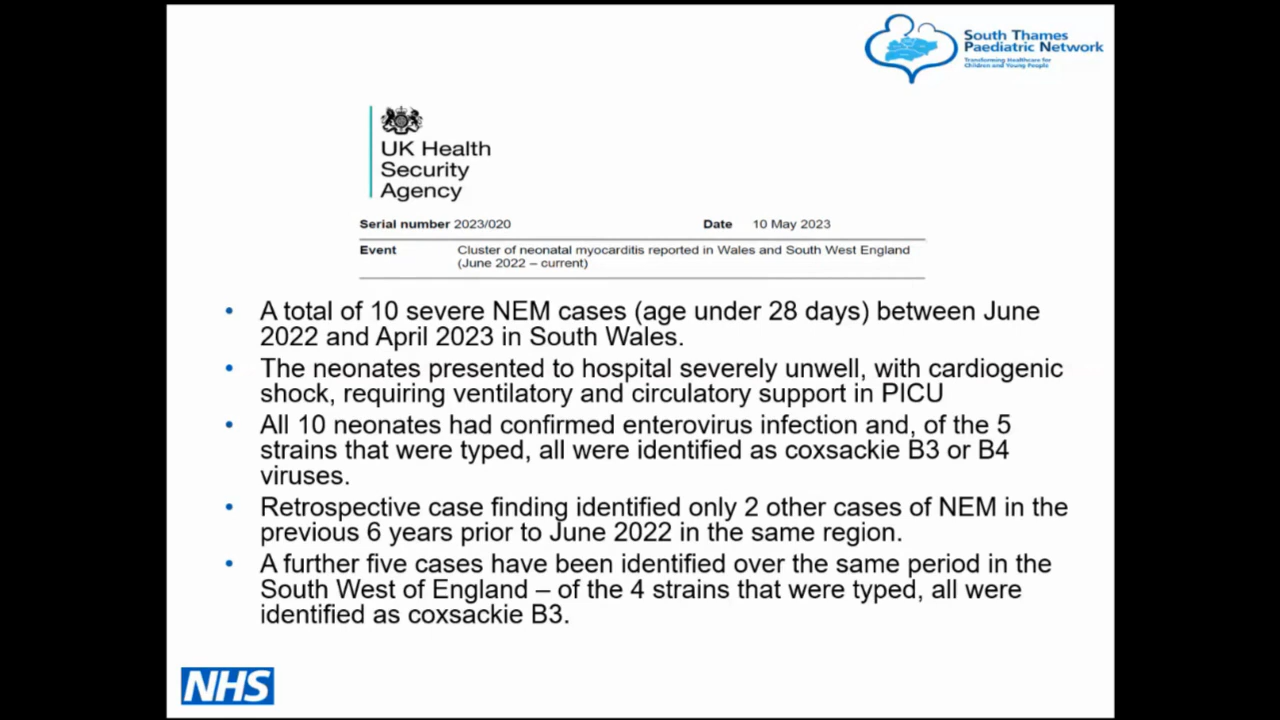 South Thames
Paediatric Network
Transforming Healthcare for
Children and Young People
UK Health
Security
Agency
Serial number 2023/020 Date 10 May 2023
Event Cluster of neonatal myocarditis reported in Wales and South West England
(June 2022 – current)
• A total of 10 severe NEM cases (age under 28 days) between June
2022 and April 2023 in South Wales.
• The neonates presented to hospital severely unwell, with cardiogenic
shock, requiring ventilatory and circulatory support in PICU
• All 10 neonates had confirmed enterovirus infection and, of the 5
strains that were typed, all were identified as coxsackie B3 or B4
viruses.
• Retrospective case finding identified only 2 other cases of NEM in the
previous 6 years prior to June 2022 in the same region.
• A further five cases have been identified over the same period in the
South West of England – of the 4 strains that were typed, all were
identified as coxsackie B3.
NHS